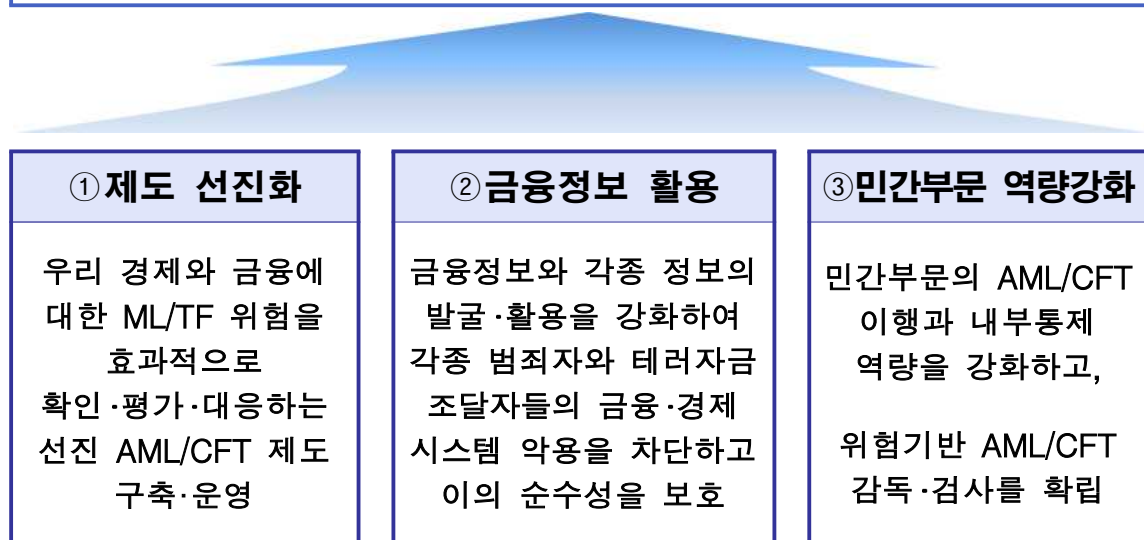 ①제도 선진화
우리 경제와 금융에
대한 ML/TF 위험을
효과적으로
확인·평가·대응하는
선진 AML/CFT 제도
구축·운영
②금융정보 활용
금융정보와 각종 정보의
발굴·활용을 강화하여
각종 범죄자와 테러자금
조달자들의 금융·경제
시스템 악용을 차단하고
이의 순수성을 보호
③민간부문 역량강화
민간부문의 AML/CFT
이행과 내부통제
역량을 강화하고,
위험기반 AML/CFT
감독·검사를 확립